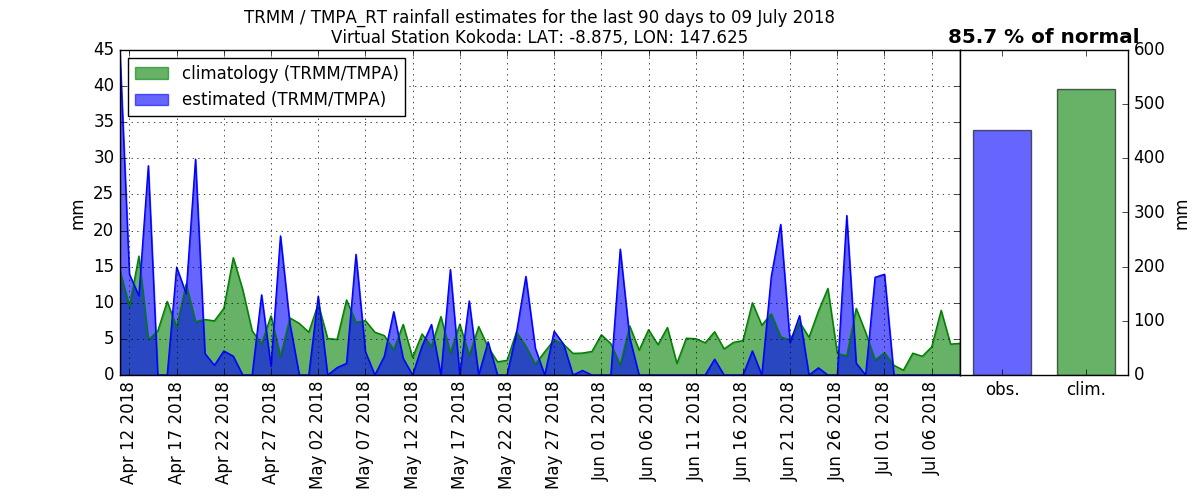 TRMM / TMPA_RT rainfall estimates for the last 90 days to 09 July 2018
Virtual Station Kokoda: LAT: -8.875, LON: 147.625
85.7 % of normal
climatology (TRMM/TMPA)
estimated (TRMM/TMPA)
mm
45
40
35
30
25
20
15
10
5
0
Apr 12 2018
Apr 17 2018
Apr 22 2018
Apr 27 2018
May 02 2018
May 07 2018
May 12 2018
May 17 2018
May 22 2018
May 27 2018
Jun 01 2018
Jun 06 2018
Jun 11 2018
Jun 16 2018
Jun 21 2018
Jun 26 2018
Jul 01 2018
Jul 06 2018
obs.
clim.
600
500
400
300
200
100
0
mm